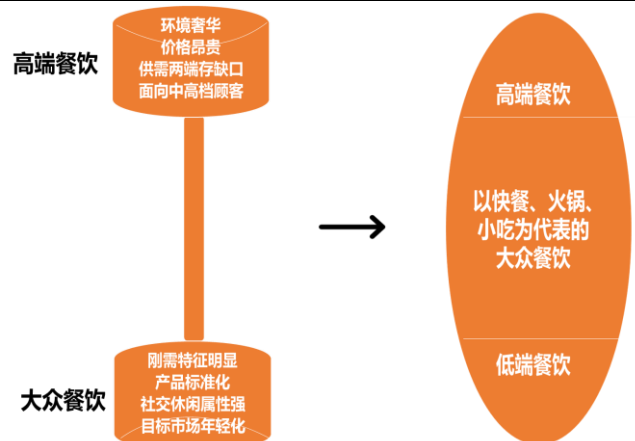 高端餐饮
环境奢华
价格昂贵
供需两端存缺口
面向中高档顾客
大众餐饮
刚需特征明显
产品标准化
社交休闲属性强
目标市场年轻化
高端餐饮
以快餐、火锅、
小吃为代表的
大众餐饮
低端餐饮